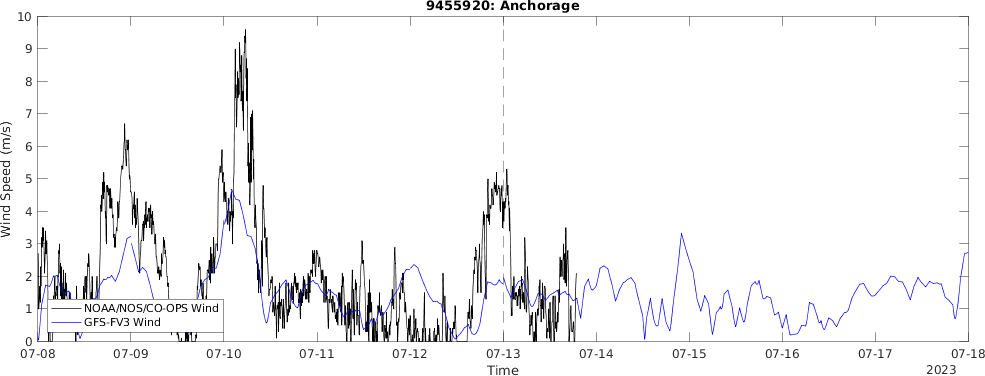 9455920: Anchorage
10
9
8
7
6
5
4
3
2
1
0
Wind Speed (m/s)
NOAA/NOS/CO-OPS Wind
GFS-FV3 Wind
07-08 07-09 07-10 07-11 07-12 07-13 07-14 07-15 07-16 07-17 07-18
Time
2023